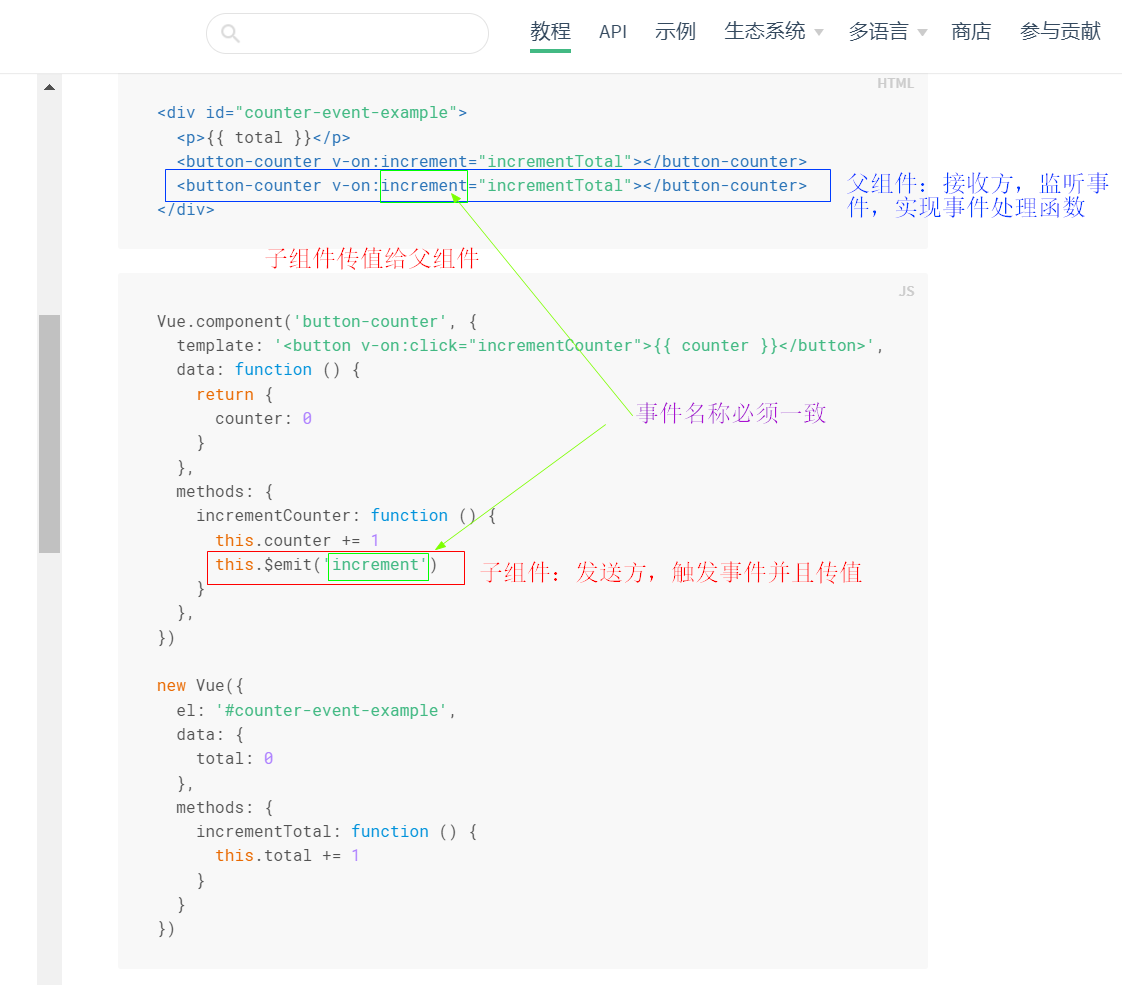 教程 API 示例 生态系统 多语言 商店 参与贡献
HTML
<div id="counter-event-example">
  <p>{{ total }}</p>
  <button-counter v-on:increment="incrementTotal"></button-counter>
  <button-counter v-on:increment="incrementTotal"></button-counter>
</div>
父组件：接收方，监听事
件，实现事件处理函数
子组件传值给父组件
JS
Vue.component('button-counter', {
  template: '<button v-on:click="incrementCounter">{{ counter }}</button>',
  data: function () {
    return {
      counter: 0
    }
  },
事件名称必须一致
  methods: {
    incrementCounter: function () {
      this.counter += 1
      this.$emit('increment')
子组件：发送方，触发事件并且传值
    }
  },
})
new Vue({
  el: '#counter-event-example',
  data: {
    total: 0
  },
  methods: {
    incrementTotal: function () {
      this.total += 1
    }
  }
})